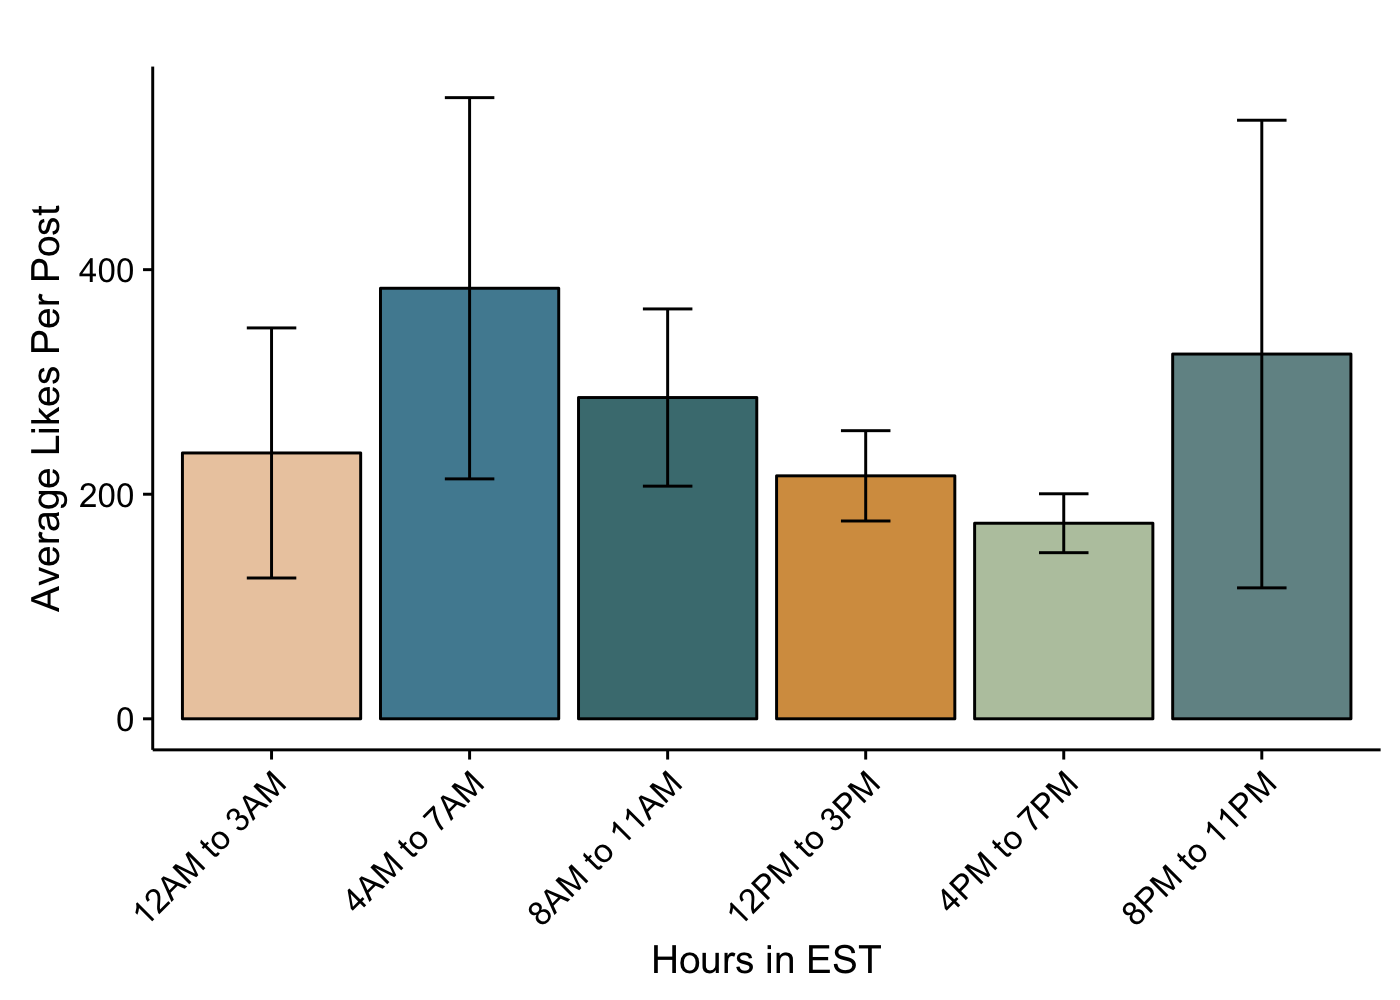 Average Likes Per Post
400
200
0
12AM to 3AM
4AM to 7AM
8AM to 11AM
12PM to 3PM
4PM to 7PM
8PM to 11PM
Hours in EST